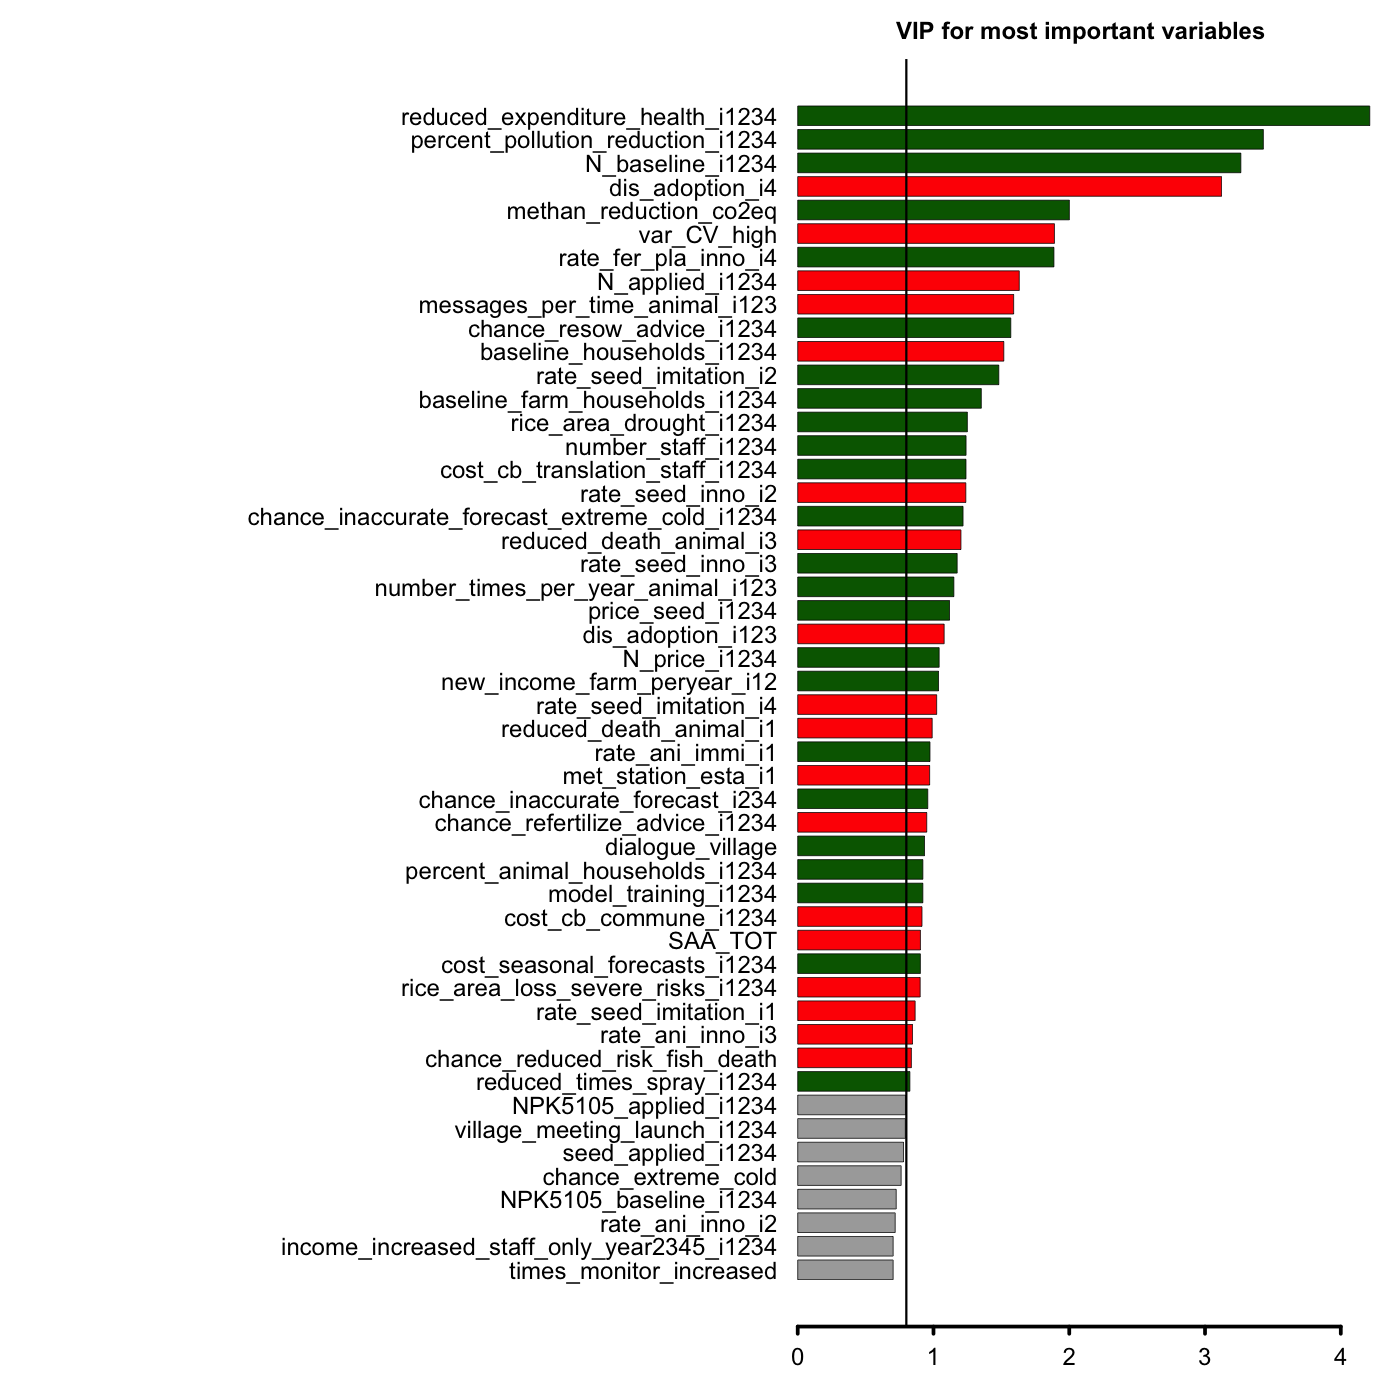 VIP for most important variables
reduced_expenditure_health_i1234
percent_pollution_reduction_i1234
N_baseline_i1234
dis_adoption_i4
methan_reduction_co2eq
var_CV_high
rate_fer_pla_inno_i4
N_applied_i1234
messages_per_time_animal_i123
chance_resow_advice_i1234
baseline_households_i1234
rate_seed_imitation_i2
baseline_farm_households_i1234
rice_area_drought_i1234
number_staff_i1234
cost_cb_translation_staff_i1234
rate_seed_inno_i2
chance_inaccurate_forecast_extreme_cold_i1234
reduced_death_animal_i3
rate_seed_inno_i3
number_times_per_year_animal_i123
price_seed_i1234
dis_adoption_i123
N_price_i1234
new_income_farm_peryear_i12
rate_seed_imitation_i4
reduced_death_animal_i1
rate_ani_immi_i1
met_station_esta_i1
chance_inaccurate_forecast_i234
chance_refertilize_advice_i1234
dialogue_village
percent_animal_households_i1234
model_training_i1234
cost_cb_commune_i1234
SAA_TOT
cost_seasonal_forecasts_i1234
rice_area_loss_severe_risks_i1234
rate_seed_imitation_i1
rate_ani_inno_i3
chance_reduced_risk_fish_death
reduced_times_spray_i1234
NPK5105_applied_i1234
village_meeting_launch_i1234
seed_applied_i1234
chance_extreme_cold
NPK5105_baseline_i1234
rate_ani_inno_i2
income_increased_staff_only_year2345_i1234
times_monitor_increased
0 1 2 3 4